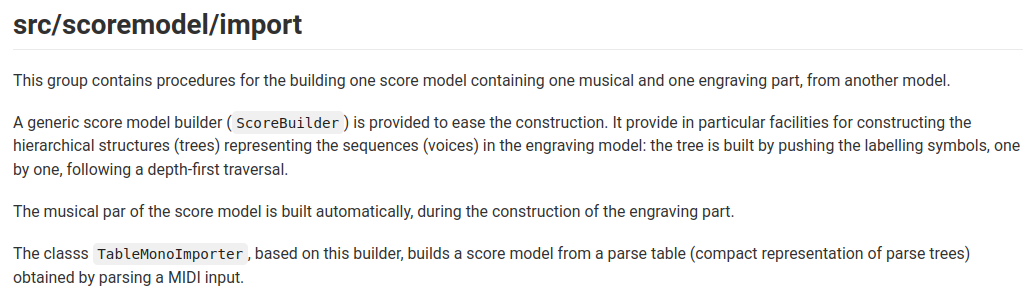 src/scoremodel/import
This group contains procedures for the building one score model containing one musical and one engraving part, from another model.
A generic score model builder ( ScoreBuilder ) is provided to ease the construction. It provide in particular facilities for constructing the
hierarchical structures (trees) representing the sequences (voices) in the engraving model: the tree is built by pushing the labelling symbols, one
by one, following a depth-first traversal.
The musical par of the score model is built automatically, during the construction of the engraving part.
The classs TableMonoImporter , based on this builder, builds a score model from a parse table (compact representation of parse trees)
obtained by parsing a MIDI input.